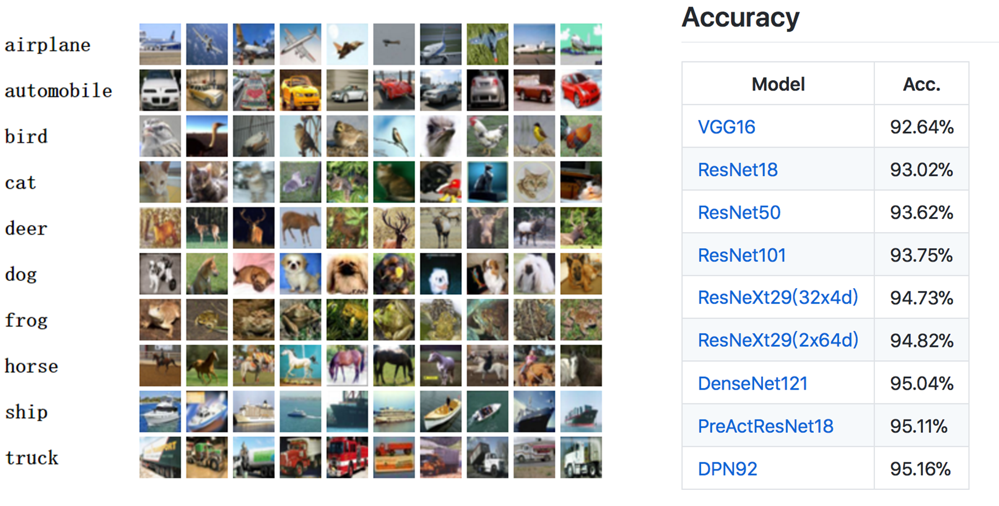 airplane
automobile
bird
cat
deer
dog
frog
horse
ship
truck
Accuracy
Model Acc.
VGG16 92.64%
ResNet18 93.02%
ResNet50 93.62%
ResNet101 93.75%
ResNeXt29(32x4d) 94.73%
ResNeXt29(2x64d) 94.82%
DenseNet121 95.04%
PreActResNet18 95.11%
DPN92 95.16%